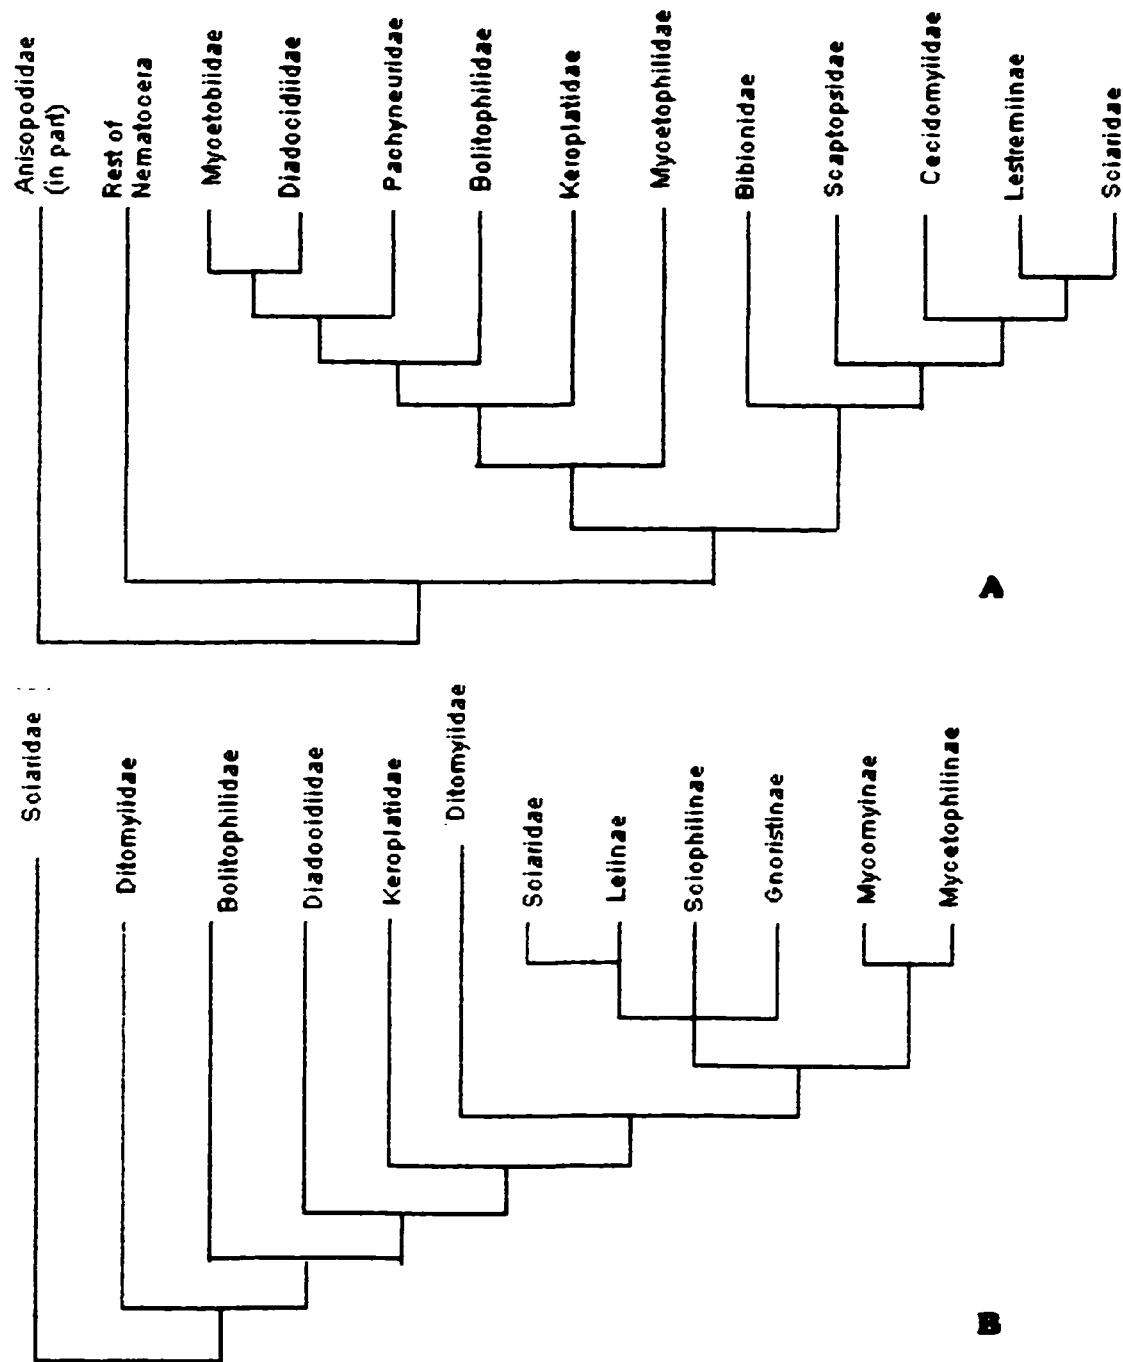 Anisopodidae
(in part)
Rest of
Nematocera
Mycetobiidae
Diadocidiidae
Pachyneuridae
Bolitophilidae
Keroplatidae
Mycetophilidae
Bibionidae
Scaptopsidae
Cecidomyiidae
Lestremiinae
Sciaridae
A
Sciaridae
Ditomyiidae
Bolitophilidae
Diadocidiidae
Keroplatidae
Ditomyiidae
Sciaridae
Leiinae
Sciophilinae
Gnoristinae
Mycomyinae
Mycetophilinae
B